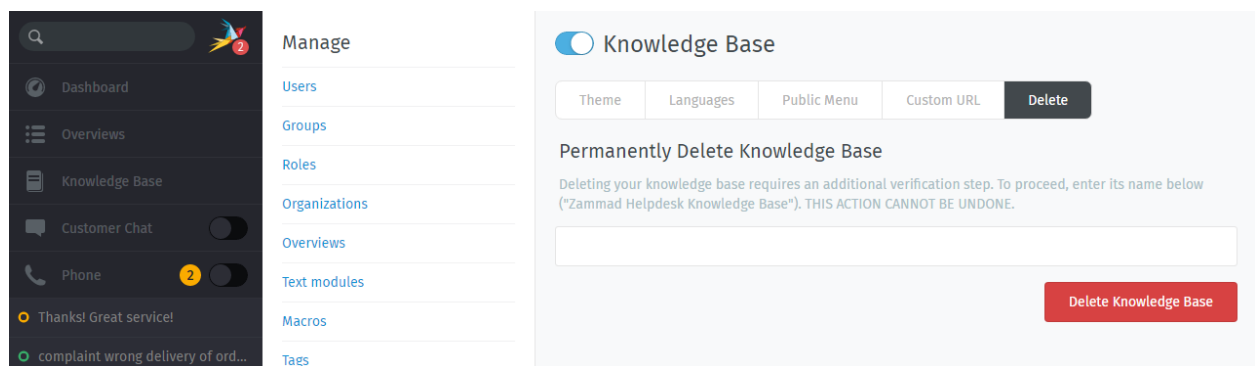 2
Dashboard
Overviews
Knowledge Base
Customer Chat
Phone
2
Thanks! Great service!
complaint wrong delivery of ord...
Manage
Users
Groups
Roles
Organizations
Overviews
Text modules
Macros
Tags
Knowledge Base
Theme Languages Public Menu Custom URL Delete
Permanently Delete Knowledge Base
Deleting your knowledge base requires an additional verification step. To proceed, enter its name below
("Zammad Helpdesk Knowledge Base"). THIS ACTION CANNOT BE UNDONE.
Delete Knowledge Base